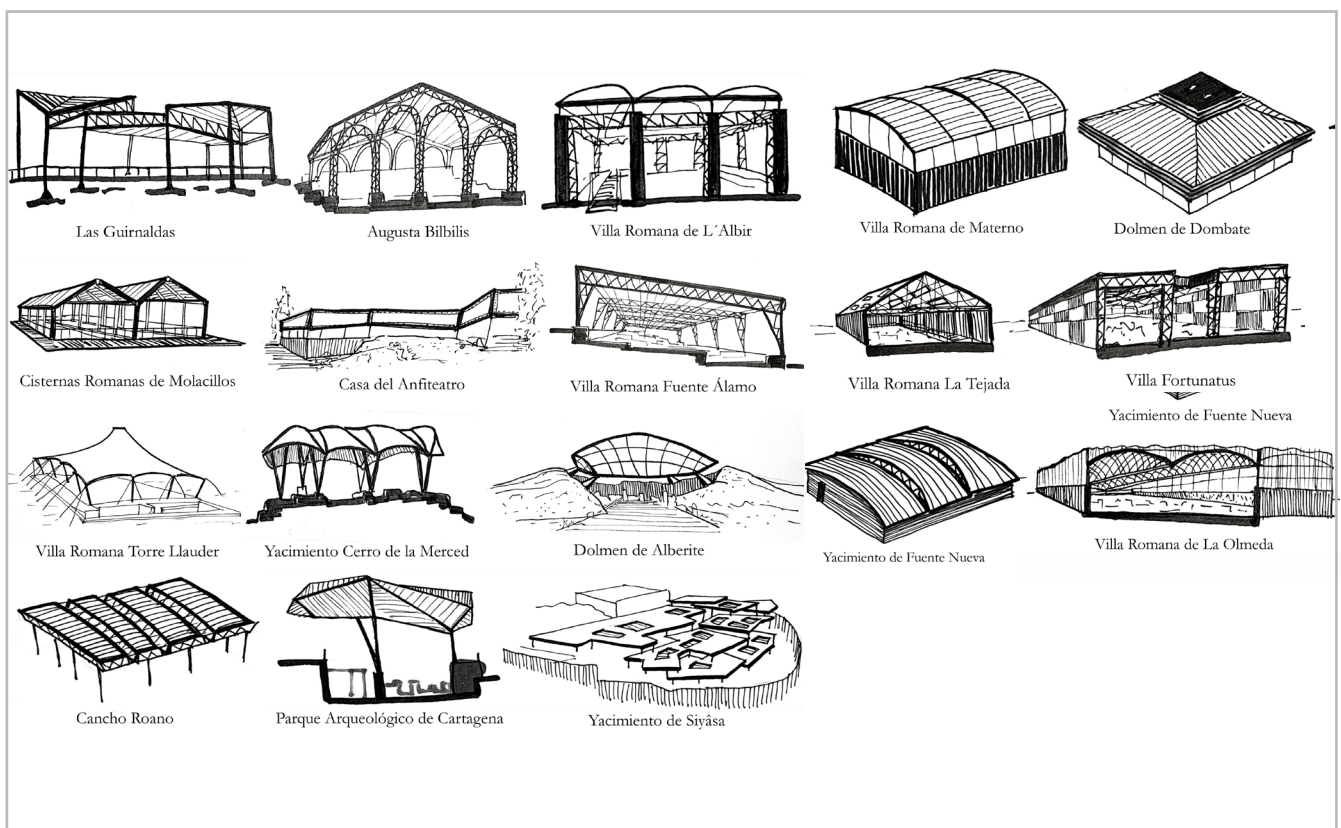 Las Guirnaldas
Augusta Bilbilis
Villa Romana de L´Albir
Villa Romana de Materno
Dolmen de Dombate
Cisternas Romanas de Molacillos
Casa del Anfiteatro
Villa Romana Fuente Álamo
Villa Romana La Tejada
Villa Fortunatus
Yacimiento de Fuente Nueva
Villa Romana Torre Llauder
Yacimiento Cerro de la Merced
Dolmen de Alberite
Yacimiento de Fuente Nueva
Villa Romana de La Olmeda
Cancho Roano
Parque Arqueológico de Cartagena
Yacimiento de Siyâsa